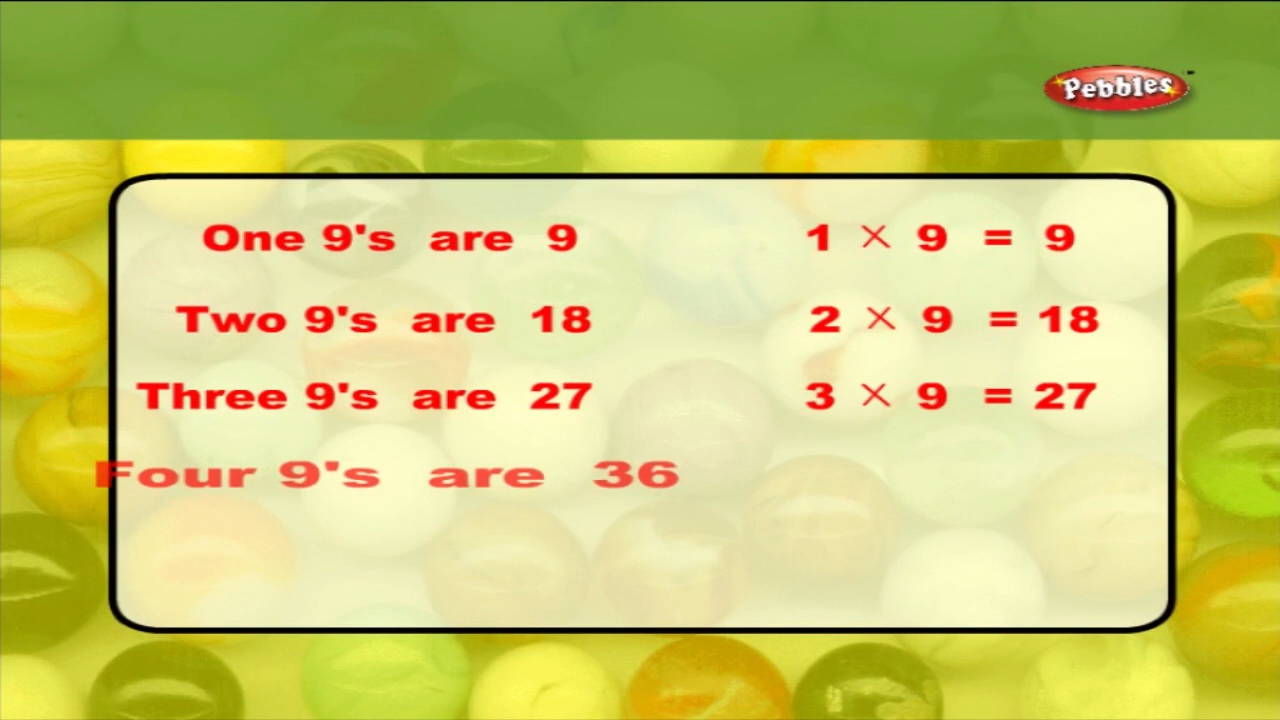 Pebbles
One 9's are 9 1 × 9 = 9
Two 9's are 18 2 × 9 = 18
Three 9's are 27 3 × 9 = 27
Four 9's are 36